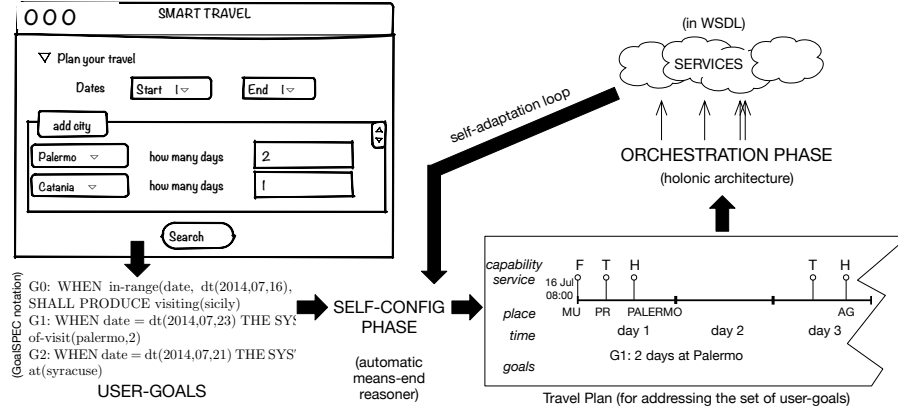 SMART TRAVEL
Plan your travel
Dates Start End
add city
Palermo how many days 2
Catania how many days 1
Search
(GoalSPEC notation)
G0: WHEN in-range(date, dt(2014,07,16),
SHALL PRODUCE visiting(sicily)
G1: WHEN date = dt(2014,07,23) THE SYS
of-visit(palermo,2)
G2: WHEN date = dt(2014,07,21) THE SYS
at(syracuse)
USER-GOALS
SELF-CONFIG
PHASE
(automatic
means-end
reasoner)
self-adaptation loop
(in WSDL)
SERVICES
ORCHESTRATION PHASE
(holonic architecture)
capability
service
place
time
goals
F T H T H
16 Jul
08:00
MU PR PALERMO AG
day 1 day 2 day 3
G1: 2 days at Palermo
Travel Plan (for addressing the set of user-goals)